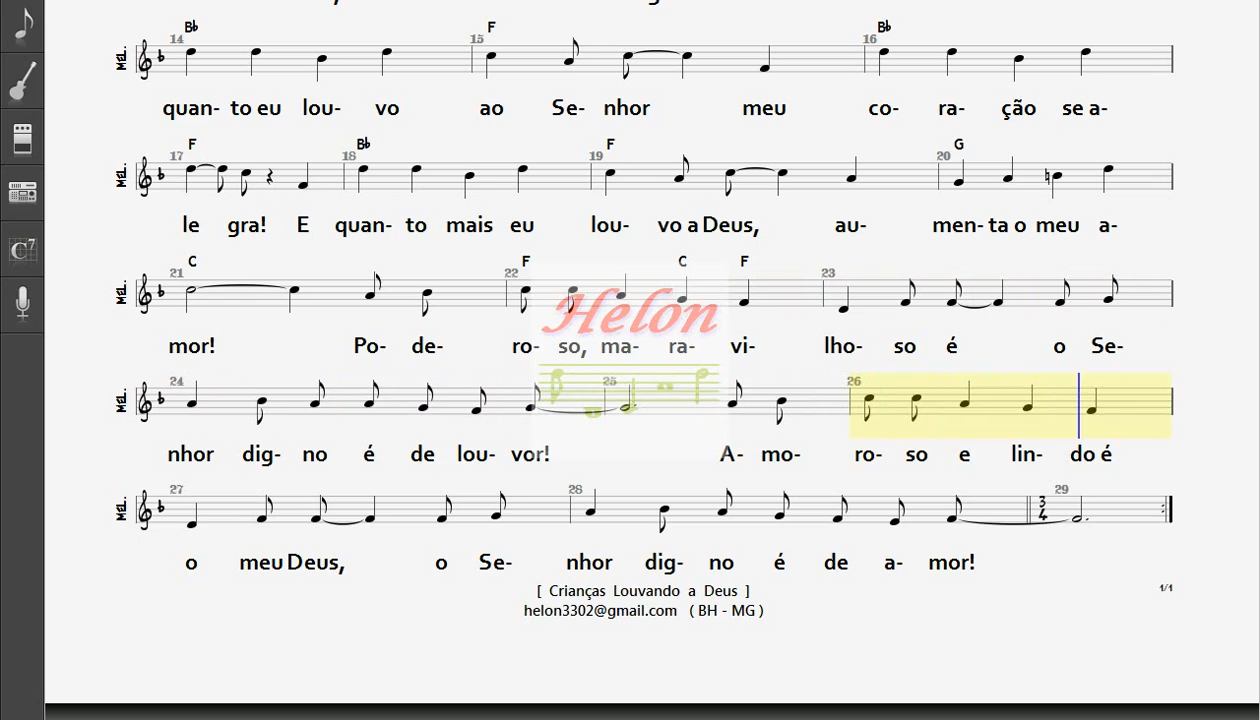 Bb F Bb
14 15 16
MEL.
quan- to eu lou- vo ao Se- nhor meu co- ra- ção se a-
F Bb F G
17 18 19 20
MEL.
le gra! E quan- to mais eu lou- vo a Deus, au- men- ta o meu a-
C F C F
21 22 23
MEL.
mor! Po- de- ro- so, ma- ra- vi- lho- so é o Se-
Helon
24 25 26
MEL.
nhor dig- no é de lou- vor! A- mo- ro- so e lin- do é
27 28 29
MEL.
3
4
o meu Deus, o Se- nhor dig- no é de a- mor!
[ Crianças Louvando a Deus ]
1/1
helon3302@gmail.com ( BH - MG )
C7